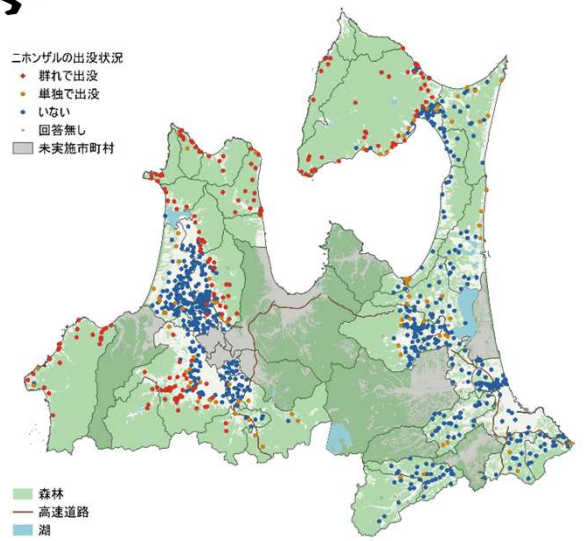 ニホンザルの出没状況
群れで出没
単独で出没
いない
回答無し
未実施市町村
森林
高速道路
湖